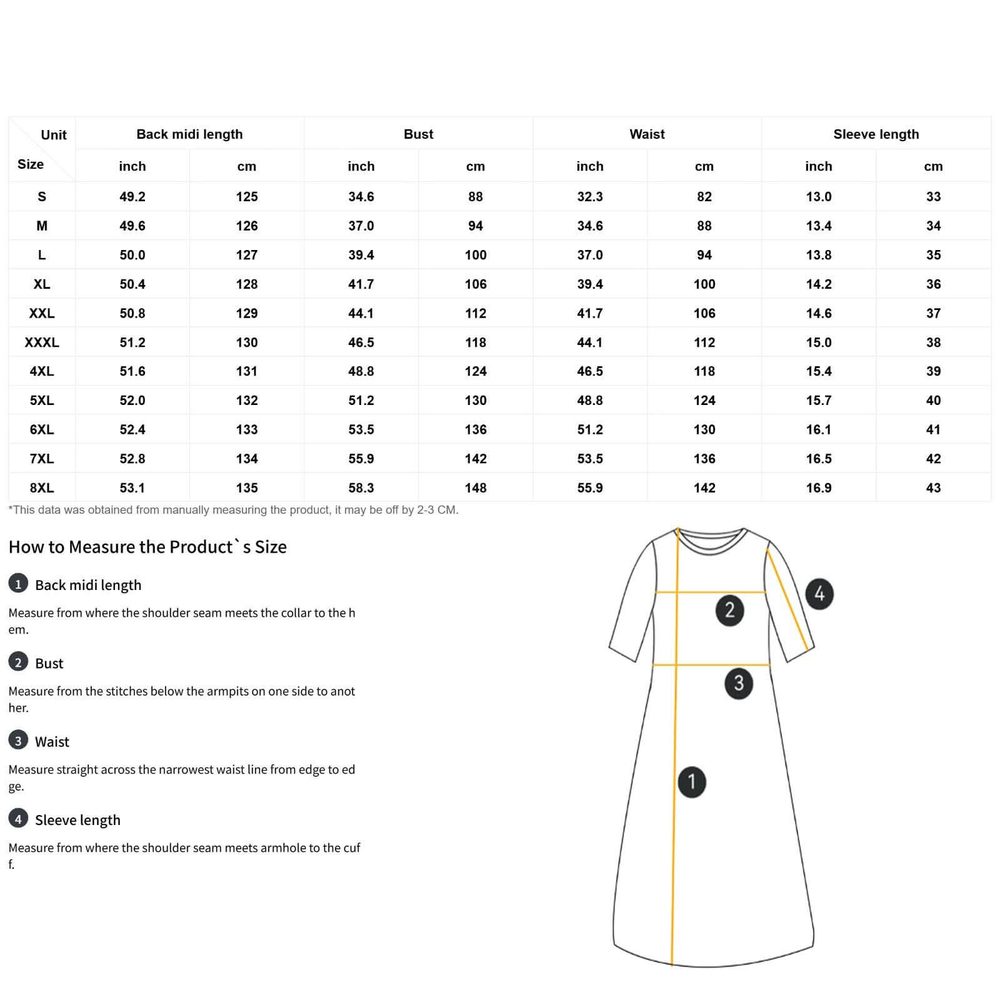 Unit Back midi length Bust Waist Sleeve length
Size inch cm inch cm inch cm inch cm
S 49.2 125 34.6 88 32.3 82 13.0 33
M 49.6 126 37.0 94 34.6 88 13.4 34
L 50.0 127 39.4 100 37.0 94 13.8 35
XL 50.4 128 41.7 106 39.4 100 14.2 36
XXL 50.8 129 44.1 112 41.7 106 14.6 37
XXXL 51.2 130 46.5 118 44.1 112 15.0 38
4XL 51.6 131 48.8 124 46.5 118 15.4 39
5XL 52.0 132 51.2 130 48.8 124 15.7 40
6XL 52.4 133 53.5 136 51.2 130 16.1 41
7XL 52.8 134 55.9 142 53.5 136 16.5 42
8XL 53.1 135 58.3 148 55.9 142 16.9 43
*This data was obtained from manually measuring the product, it may be off by 2-3 CM.
How to Measure the Product`s Size
1 Back midi length
Measure from where the shoulder seam meets the collar to the h
em.
2 Bust
Measure from the stitches below the armpits on one side to anot
her.
3 Waist
Measure straight across the narrowest waist line from edge to ed
ge.
4 Sleeve length
Measure from where the shoulder seam meets armhole to the cuf
f.
4
2
3
1